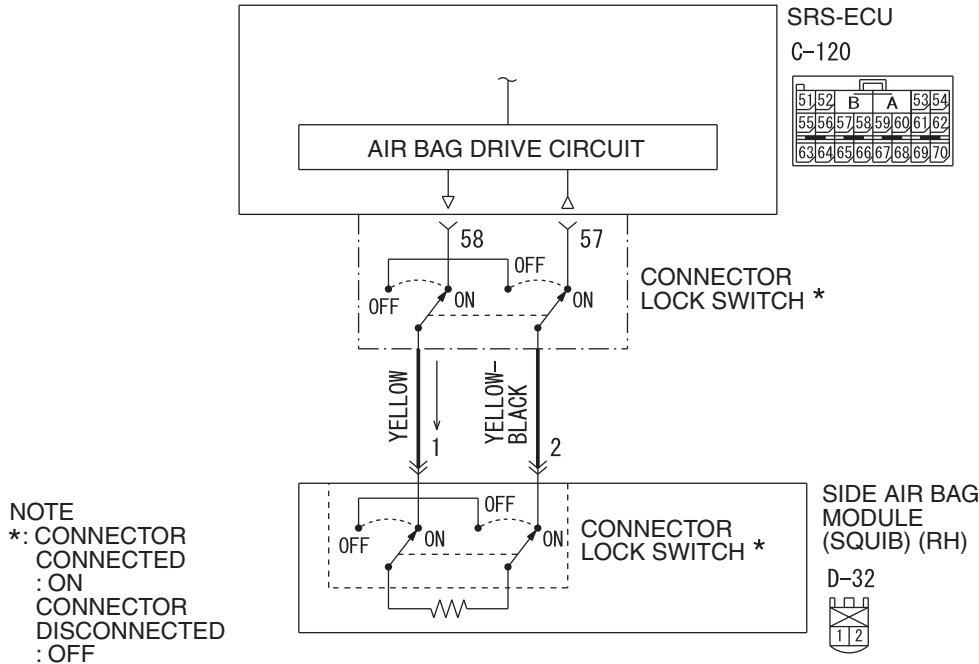 SRS-ECU
C-120
51 52 B A 53 54
55 56 57 58 59 60 61 62
63 64 65 66 67 68 69 70
AIR BAG DRIVE CIRCUIT
58
57
OFF
ON
OFF
ON
CONNECTOR
LOCK SWITCH *
YELLOW
YELLOW-
BLACK
1
2
OFF
ON
OFF
ON
CONNECTOR
LOCK SWITCH *
SIDE AIR BAG
MODULE
(SQUIB) (RH)
D-32
1 2
NOTE
*: CONNECTOR
CONNECTED
: ON
CONNECTOR
DISCONNECTED
: OFF